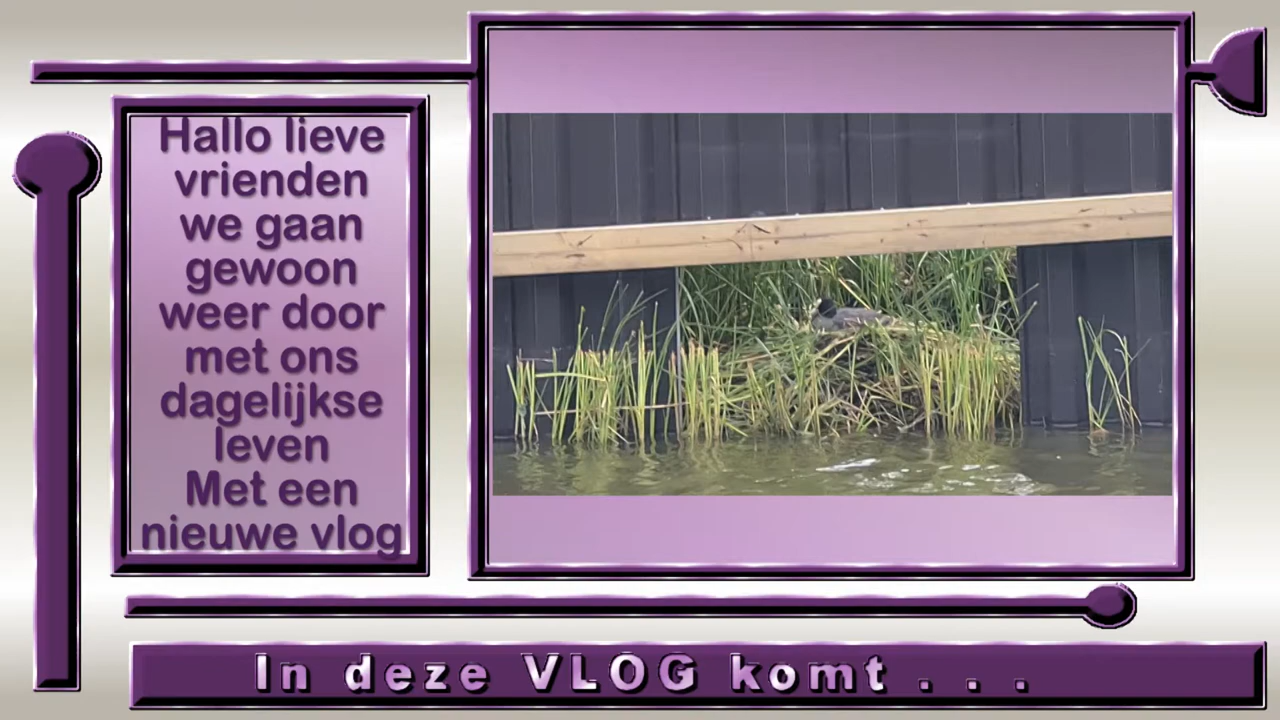 Hallo lieve
vrienden
we gaan
gewoon
weer door
met ons
dagelijkse
leven
Met een
nieuwe vlog
In deze VLOG komt . . .